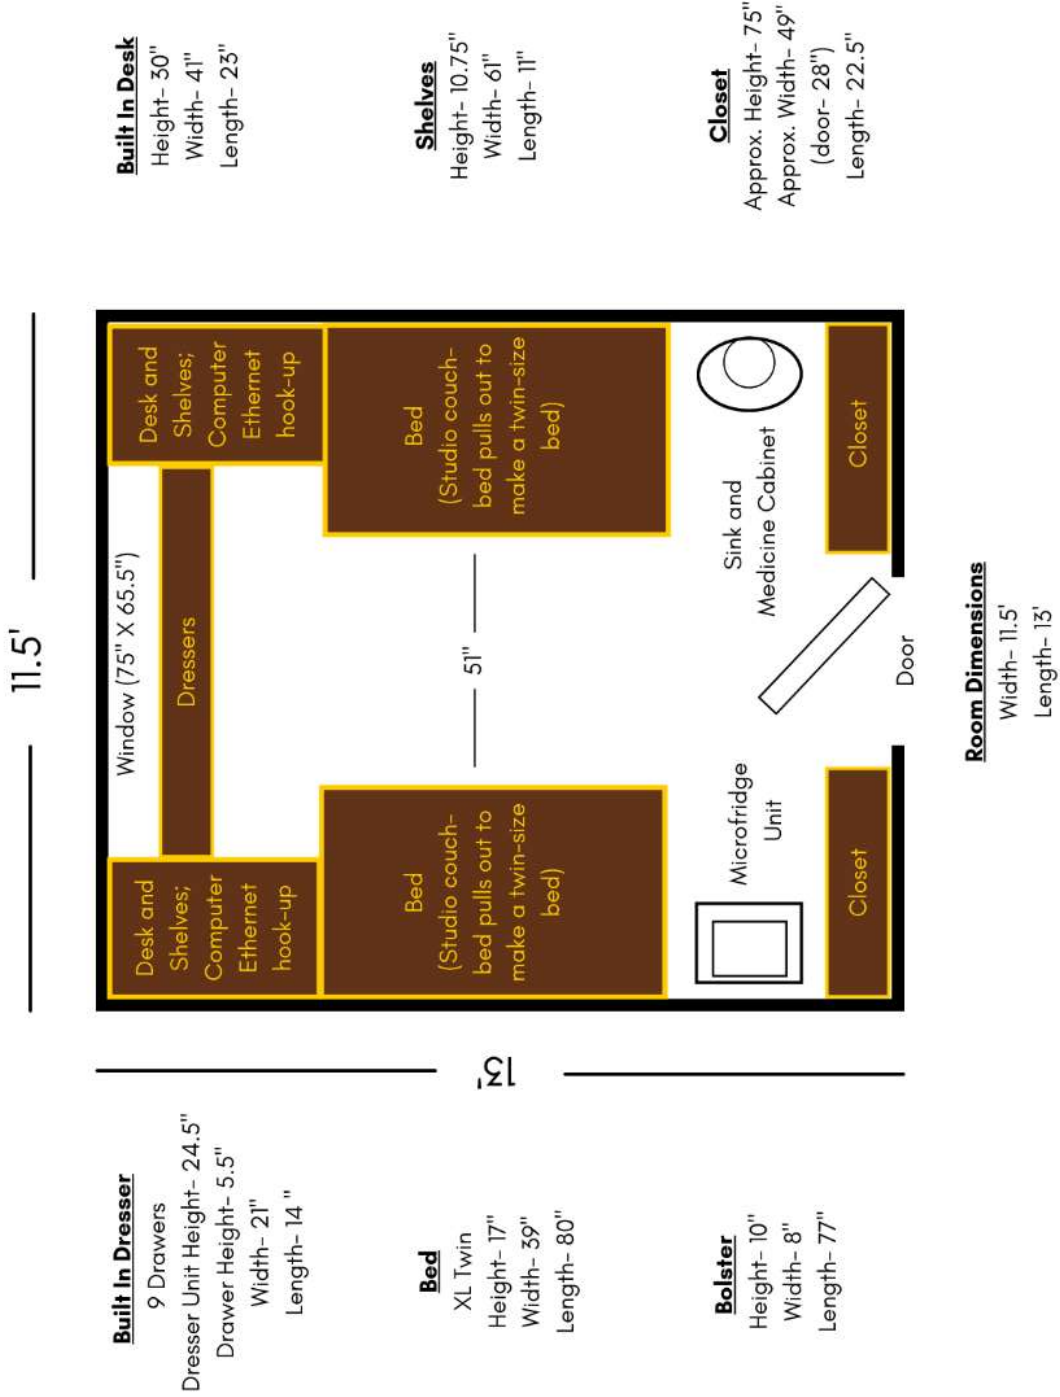 11.5'
13'
Built In Dresser
9 Drawers
Dresser Unit Height- 24.5"
Drawer Height- 5.5"
Width- 21"
Length- 14 "
Bed
XL Twin
Height- 17"
Width- 39"
Length- 80"
Bolster
Height- 10"
Width- 8"
Length- 77"
Desk and
Shelves;
Computer
Ethernet
hook-up
Window (75" X 65.5")
Dressers
Desk and
Shelves;
Computer
Ethernet
hook-up
Bed
(Studio couch-
bed pulls out to
make a twin-size
bed)
51"
Bed
(Studio couch-
bed pulls out to
make a twin-size
bed)
Microfridge
Unit
Sink and
Medicine Cabinet
Closet
Door
Closet
Built In Desk
Height- 30"
Width- 41"
Length- 23"
Shelves
Height- 10.75"
Width- 61"
Length- 11"
Closet
Approx. Height- 75"
Approx. Width- 49"
(door- 28")
Length- 22.5"
Room Dimensions
Width- 11.5'
Length- 13'